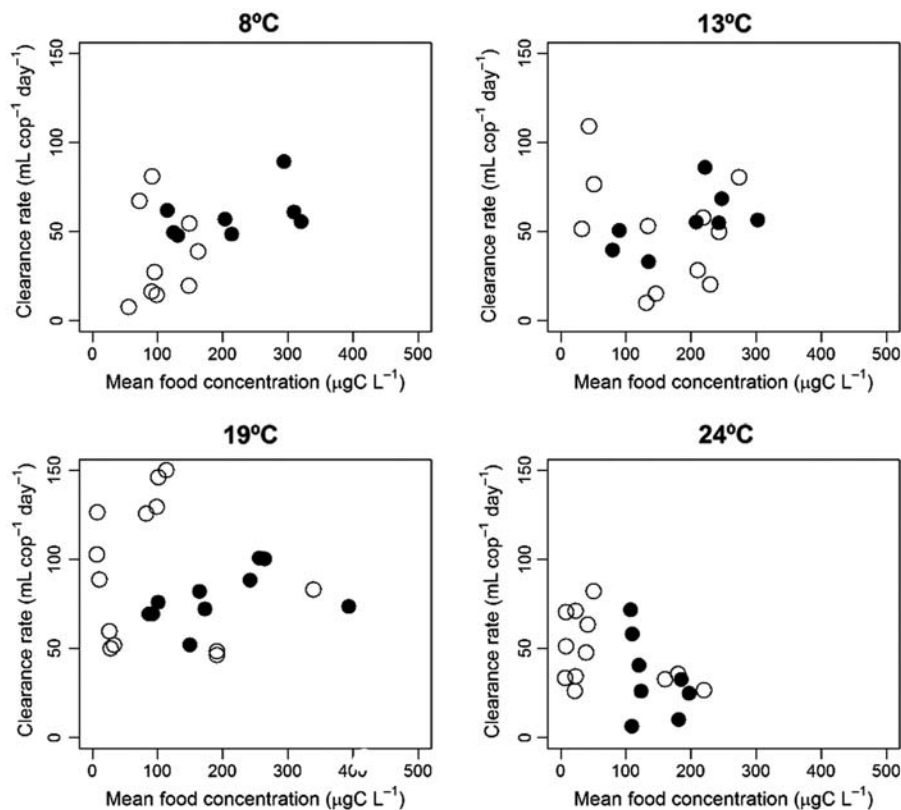 8ºC
13ºC
Clearance rate (mL cop⁻¹ day⁻¹)
0 50 100 150
0 100 200 300 400 500
Mean food concentration (µgC L⁻¹)
Clearance rate (mL cop⁻¹ day⁻¹)
0 50 100 150
0 100 200 300 400 500
Mean food concentration (µgC L⁻¹)
19ºC
24ºC
Clearance rate (mL cop⁻¹ day⁻¹)
0 50 100 150
0 100 200 300 500
Mean food concentration (µgC L⁻¹)
Clearance rate (mL cop⁻¹ day⁻¹)
0 50 100 150
0 100 200 300 400 500
Mean food concentration (µgC L⁻¹)